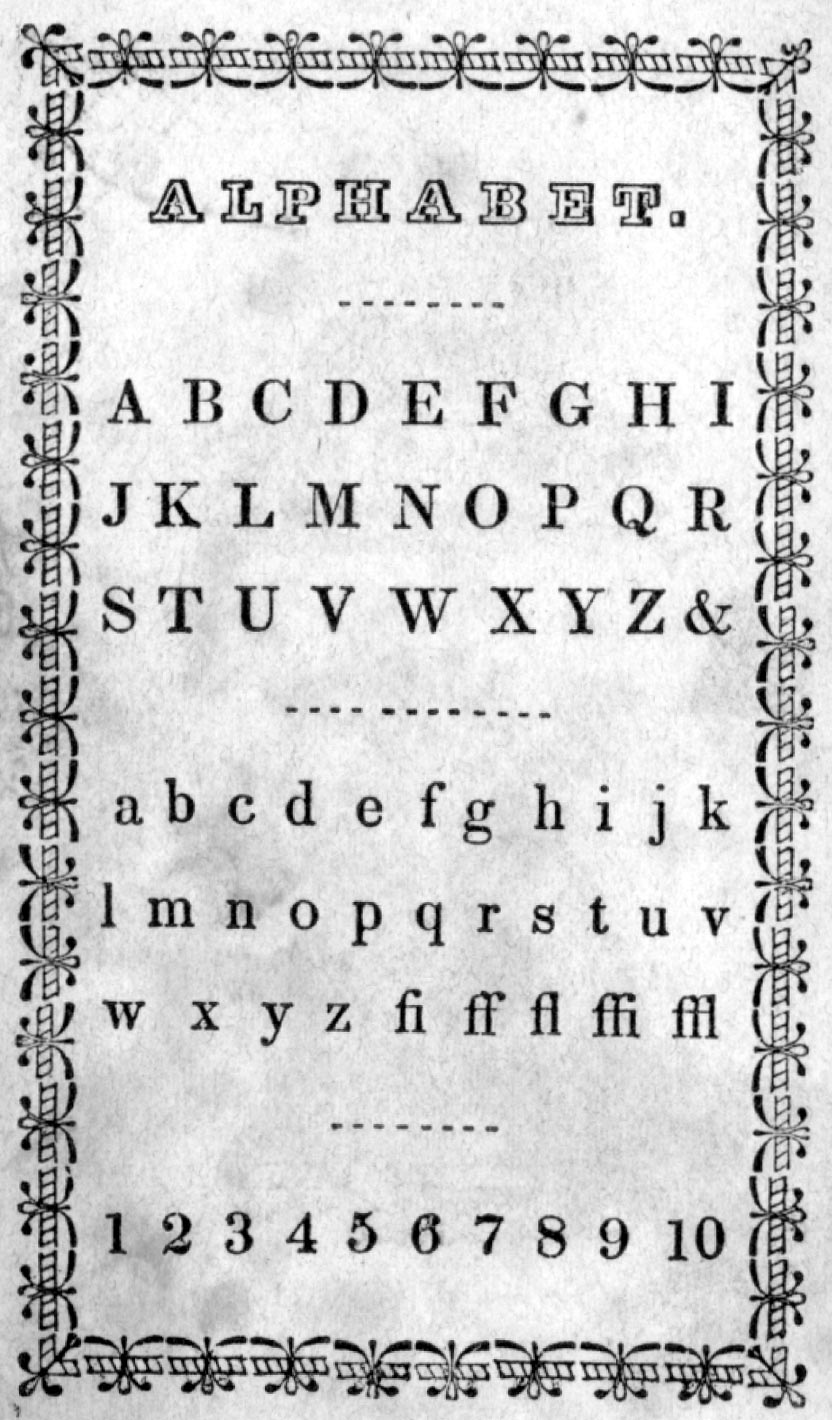 ALPHABET.
A B C D E F G H I
J K L M N O P Q R
S T U V W X Y Z &
a b c d e f g h i j k
l m n o p q r s t u v
w x y z fi ff fl ffi ffl
1 2 3 4 5 6 7 8 9 10